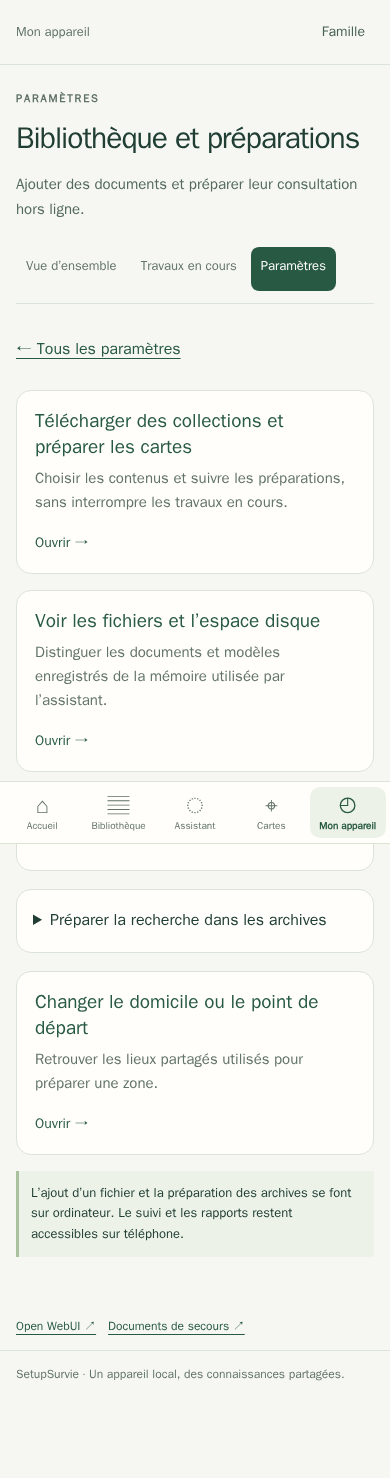 Mon appareil
Famille
PARAMÈTRES
Bibliothèque et préparations
Ajouter des documents et préparer leur consultation
hors ligne.
Vue d’ensemble
Travaux en cours
Paramètres
← Tous les paramètres
Télécharger des collections et
préparer les cartes
Choisir les contenus et suivre les préparations,
sans interrompre les travaux en cours.
Ouvrir →
Voir les fichiers et l’espace disque
Distinguer les documents et modèles
enregistrés de la mémoire utilisée par
l’assistant.
Ouvrir →
Accueil
Bibliothèque
Assistant
Cartes
Mon appareil
Préparer la recherche dans les archives
Changer le domicile ou le point de
départ
Retrouver les lieux partagés utilisés pour
préparer une zone.
Ouvrir →
L’ajout d’un fichier et la préparation des archives se font
sur ordinateur. Le suivi et les rapports restent
accessibles sur téléphone.
Open WebUI ↗
Documents de secours ↗
SetupSurvie · Un appareil local, des connaissances partagées.